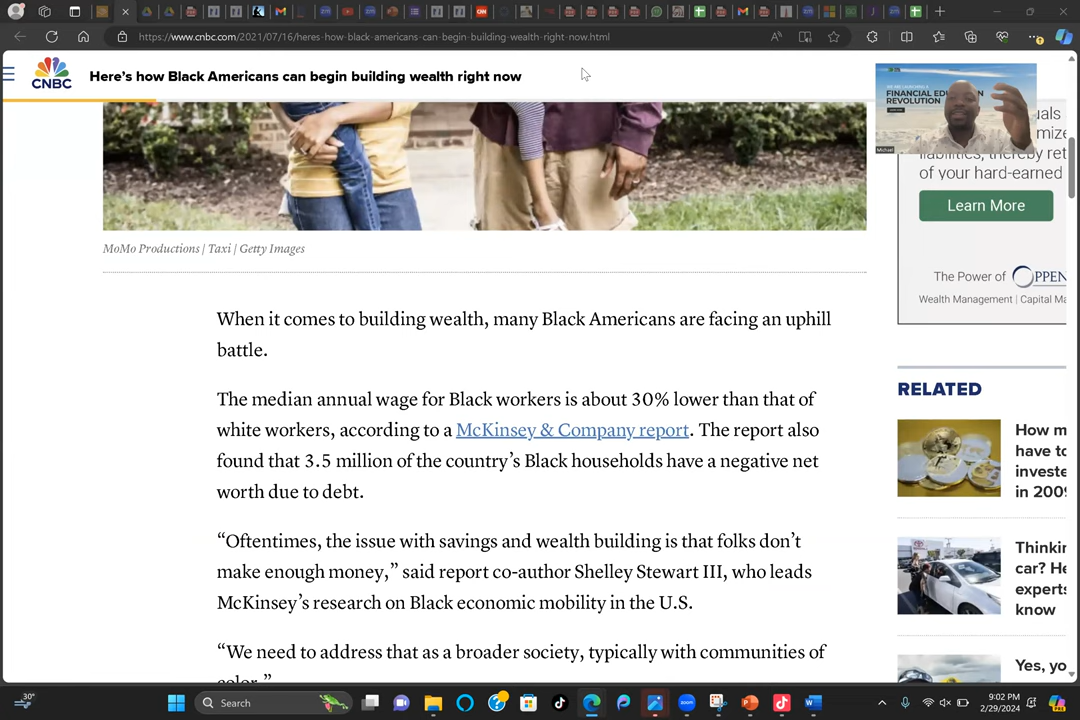 https://www.cnbc.com/2021/07/16/heres-how-black-americans-can-begin-building-wealth-right-now.html
CNBC
Here's how Black Americans can begin building wealth right now
FINANCIAL
REVOLUTION
Michael
of your hard-earned
Learn More
The Power of
Wealth Management | Capital
MoMo Productions | Taxi | Getty Images
When it comes to building wealth, many Black Americans are facing an uphill
battle.
The median annual wage for Black workers is about 30% lower than that of
white workers, according to a McKinsey & Company report. The report also
found that 3.5 million of the country's Black households have a negative net
worth due to debt.
“Oftentimes, the issue with savings and wealth building is that folks don't
make enough money,” said report co-author Shelley Stewart III, who leads
McKinsey's research on Black economic mobility in the U.S.
“We need to address that as a broader society, typically with communities of
color.”
RELATED
How m
have to
investe
in 2009
Thinkin
car? He
experts
know
Yes, yo
30°
Search
9:02 PM
2/29/2024